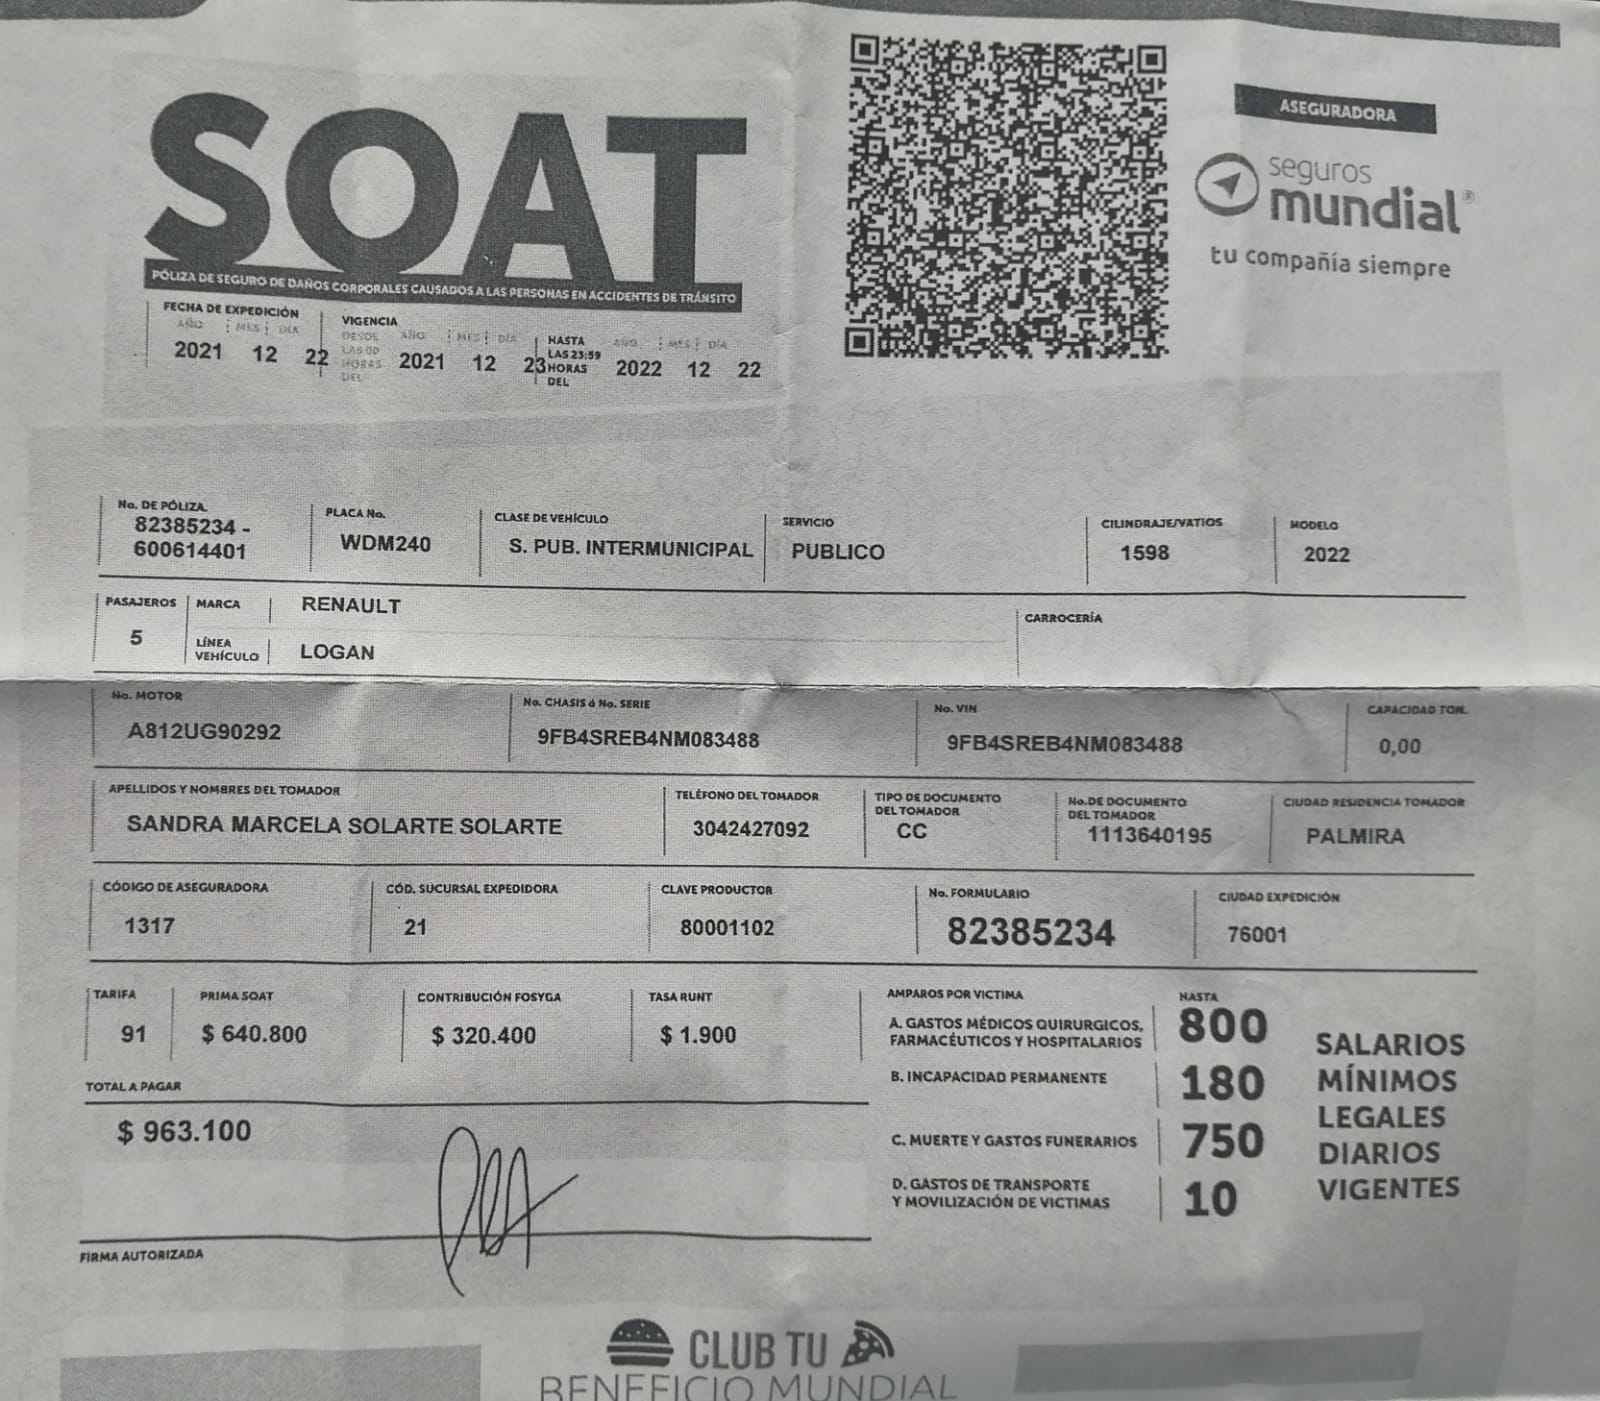 SOAT
PÓLIZA DE SEGURO DE DAÑOS CORPORALES CAUSADOS A LAS PERSONAS EN ACCIDENTES DE TRÁNSITO
ASEGURADORA
seguros
mundial®
tu compañía siempre
FECHA DE EXPEDICIÓN
AÑO MES DÍA
2021 12 22
VIGENCIA
DESDE LAS 00 HORAS DEL
AÑO MES DÍA
2021 12 23
HASTA LAS 23:59 HORAS DEL
AÑO MES DÍA
2022 12 22
No. DE PÓLIZA
82385234 -
600614401
PLACA No.
WDM240
CLASE DE VEHÍCULO
S. PUB. INTERMUNICIPAL
SERVICIO
PUBLICO
CILINDRAJE/VATIOS
1598
MODELO
2022
PASAJEROS
5
MARCA RENAULT
LÍNEA VEHÍCULO LOGAN
CARROCERÍA
No. MOTOR
A812UG90292
No. CHASIS ó No. SERIE
9FB4SREB4NM083488
No. VIN
9FB4SREB4NM083488
CAPACIDAD TON.
0,00
APELLIDOS Y NOMBRES DEL TOMADOR
SANDRA MARCELA SOLARTE SOLARTE
TELÉFONO DEL TOMADOR
3042427092
TIPO DE DOCUMENTO DEL TOMADOR
CC
No.DE DOCUMENTO DEL TOMADOR
1113640195
CIUDAD RESIDENCIA TOMADOR
PALMIRA
CÓDIGO DE ASEGURADORA
1317
CÓD. SUCURSAL EXPEDIDORA
21
CLAVE PRODUCTOR
80001102
No. FORMULARIO
82385234
CIUDAD EXPEDICIÓN
76001
TARIFA
91
PRIMA SOAT
$ 640.800
CONTRIBUCIÓN FOSYGA
$ 320.400
TASA RUNT
$ 1.900
TOTAL A PAGAR
$ 963.100
FIRMA AUTORIZADA
AMPAROS POR VICTIMA
HASTA
A. GASTOS MÉDICOS QUIRURGICOS,
FARMACÉUTICOS Y HOSPITALARIOS
800
B. INCAPACIDAD PERMANENTE
180
C. MUERTE Y GASTOS FUNERARIOS
750
D. GASTOS DE TRANSPORTE
Y MOVILIZACIÓN DE VICTIMAS
10
SALARIOS
MÍNIMOS
LEGALES
DIARIOS
VIGENTES
CLUB TU
BENEFICIO MUNDIAL